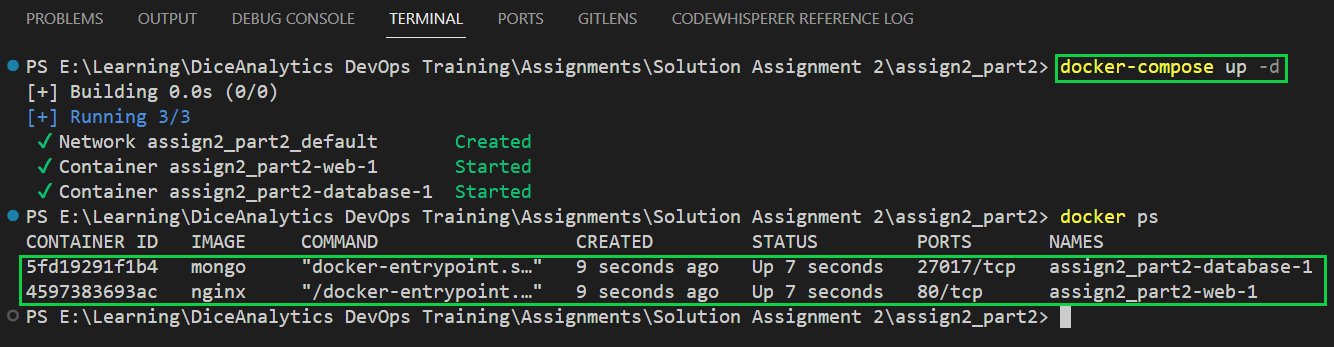 PROBLEMS OUTPUT DEBUG CONSOLE TERMINAL PORTS GITLENS CODEWHISPERER REFERENCE LOG
PS E:\Learning\DiceAnalytics DevOps Training\Assignments\Solution Assignment 2\assign2_part2> docker-compose up -d
[+] Building 0.0s (0/0)
[+] Running 3/3
✓ Network assign2_part2_default Created
✓ Container assign2_part2-web-1 Started
✓ Container assign2_part2-database-1 Started
PS E:\Learning\DiceAnalytics DevOps Training\Assignments\Solution Assignment 2\assign2_part2> docker ps
CONTAINER ID IMAGE COMMAND CREATED STATUS PORTS NAMES
5fd19291f1b4 mongo "docker-entrypoint.s…" 9 seconds ago Up 7 seconds 27017/tcp assign2_part2-database-1
4597383693ac nginx "/docker-entrypoint.…" 9 seconds ago Up 7 seconds 80/tcp assign2_part2-web-1
PS E:\Learning\DiceAnalytics DevOps Training\Assignments\Solution Assignment 2\assign2_part2>